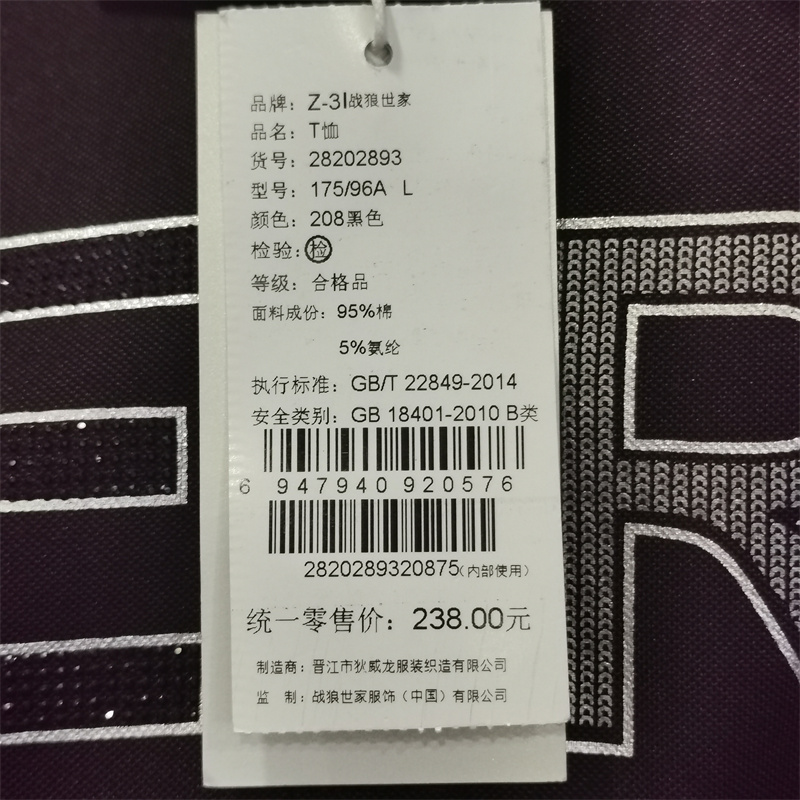 品牌：Z-3I战狼世家
品名：T恤
货号：28202893
型号：175/96A L
颜色：208黑色
检验：检
等级：合格品
面料成份：95%棉
5%氨纶
执行标准：GB/T 22849-2014
安全类别：GB 18401-2010 B类
6 947940 920576
2820289320875（内部使用）
统一零售价：238.00元
制造商：晋江市狄威龙服装织造有限公司
监 制：战狼世家服饰（中国）有限公司